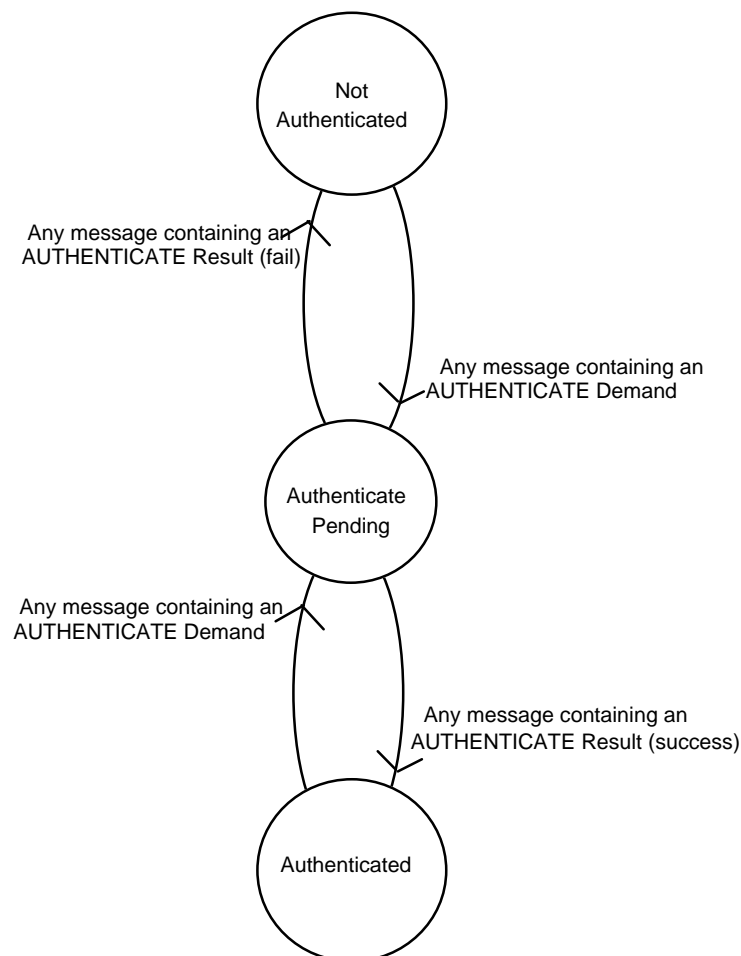 Not
Authenticated
Any message containing an
AUTHENTICATE Result (fail)
Any message containing an
AUTHENTICATE Demand
Authenticate
Pending
Any message containing an
AUTHENTICATE Demand
Any message containing an
AUTHENTICATE Result (success)
Authenticated